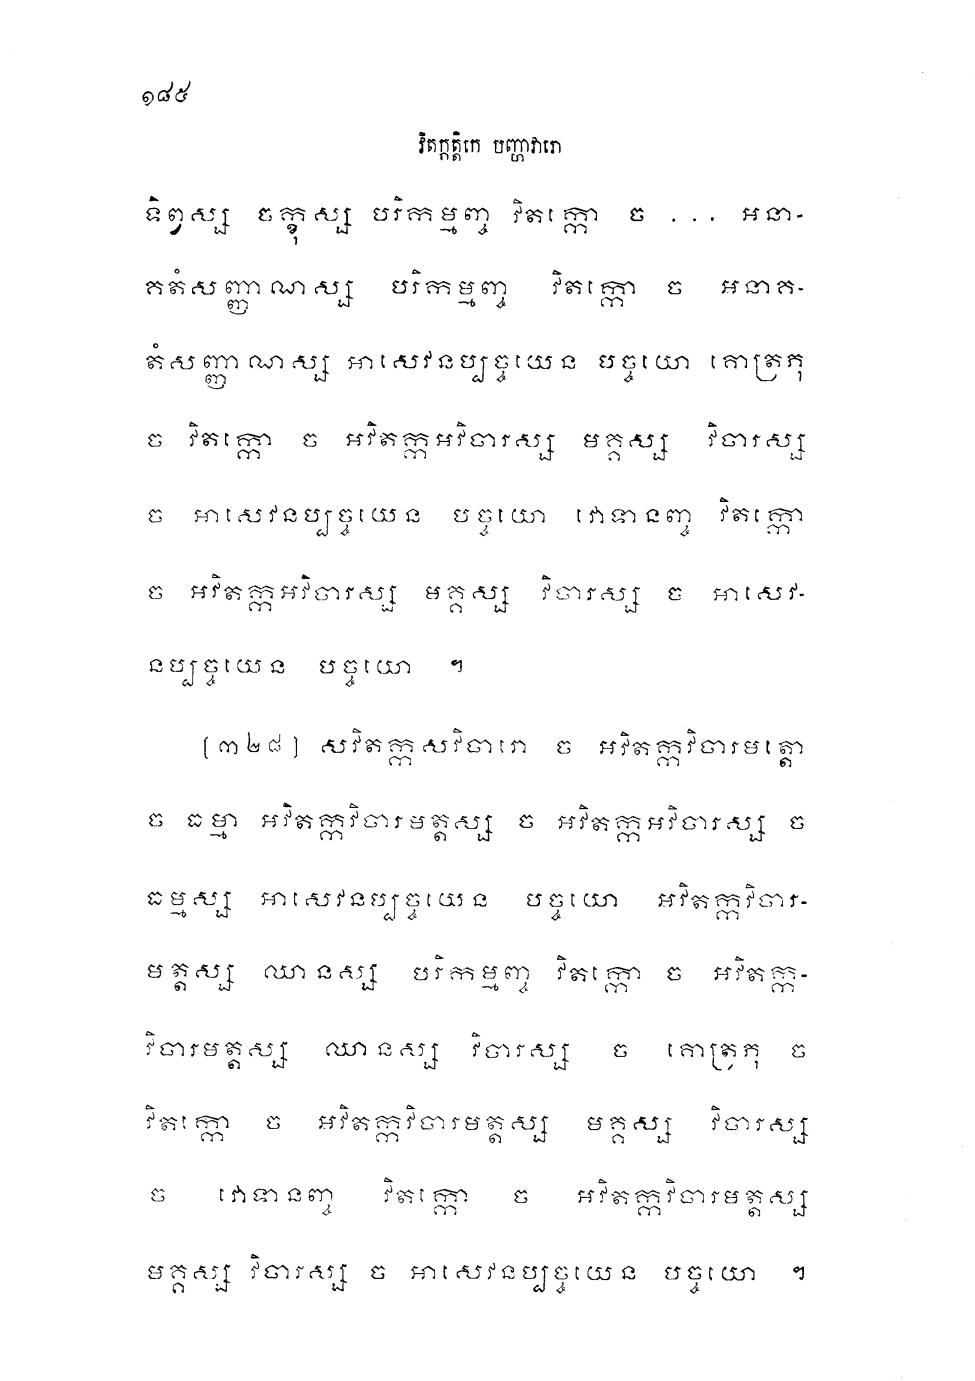 ១៨៥
វិតក្កត្តិកេ បញ្ហាវារោ
ទិព្វស្ស ចក្ខុស្ស បរិកម្មញ្ច វិតក្កោ ច ... អនា-
គតំសញ្ញាណស្ស បរិកម្មញ្ច វិតក្កោ ច អនាគ-
តំសញ្ញាណស្ស អាសេវនប្បច្ចយេន បច្ចយោ គោត្រភុ
ច វិតក្កោ ច អវិតក្កអវិចារស្ស មគ្គស្ស វិចារស្ស
ច អាសេវនប្បច្ចយេន បច្ចយោ វោទានញ្ច វិតក្កោ
ច អវិតក្កអវិចារស្ស មគ្គស្ស វិចារស្ស ច អាសេវ-
នប្បច្ចយេន បច្ចយោ ។
(៣២៨) សវិតក្កសវិចារោ ច អវិតក្កវិចារមត្តោ
ច ធម្មា អវិតក្កវិចារមត្តស្ស ច អវិតក្កអវិចារស្ស ច
ធម្មស្ស អាសេវនប្បច្ចយេន បច្ចយោ អវិតក្កវិចារ-
មត្តស្ស ឈានស្ស បរិកម្មញ្ច វិតក្កោ ច អវិតក្ក-
វិចារមត្តស្ស ឈានស្ស វិចារស្ស ច គោត្រភុ ច
វិតក្កោ ច អវិតក្កវិចារមត្តស្ស មគ្គស្ស វិចារស្ស
ច វោទានញ្ច វិតក្កោ ច អវិតក្កវិចារមត្តស្ស
មគ្គស្ស វិចារស្ស ច អាសេវនប្បច្ចយេន បច្ចយោ ។